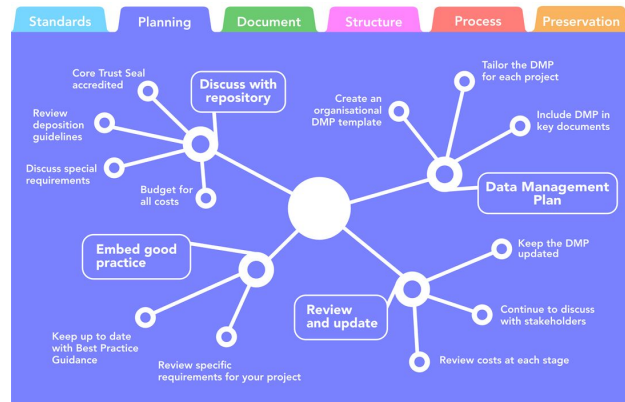 Standards
Planning
Document
Structure
Process
Preservation
Core Trust Seal
accredited
Discuss with
repository
Review
deposition
guidelines
Discuss special
requirements
Budget for
all costs
Tailor the DMP
for each project
Create an
organisational
DMP template
Include DMP in
key documents
Data Management
Plan
Embed good
practice
Keep up to date
with Best Practice
Guidance
Review specific
requirements for your project
Review
and update
Keep the DMP
updated
Continue to discuss
with stakeholders
Review costs at each stage